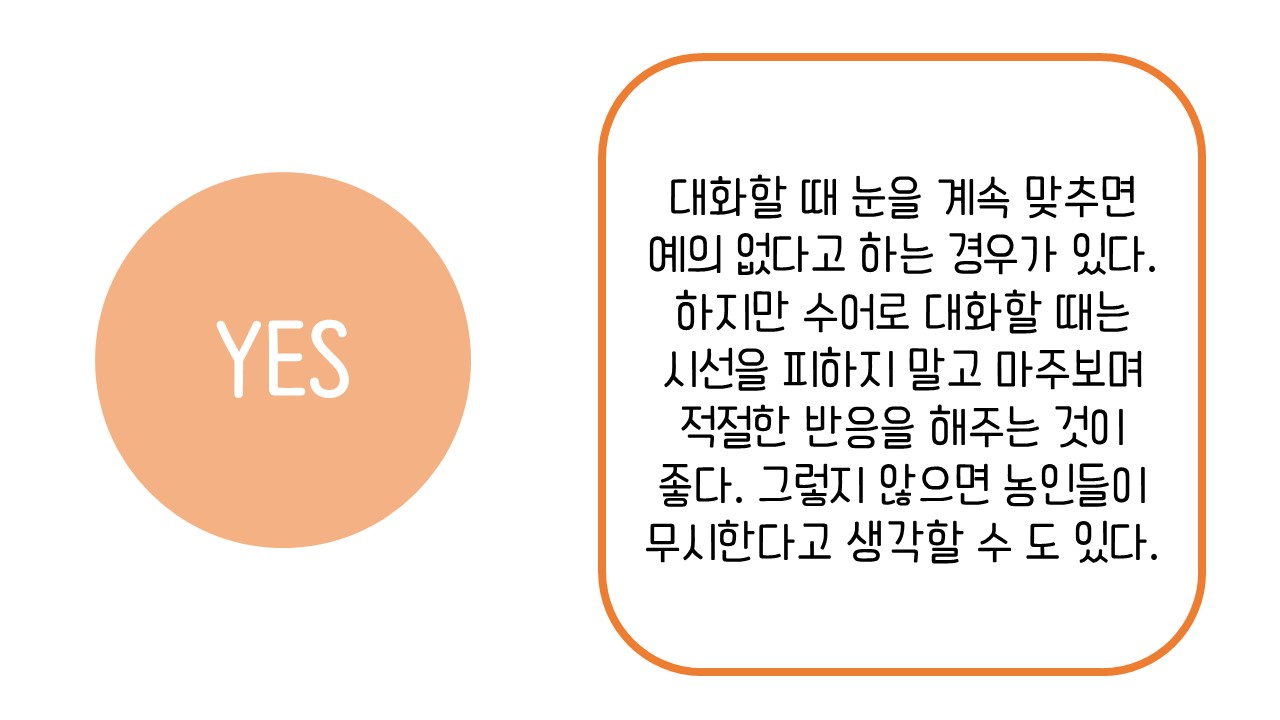 YES
대화할 때 눈을 계속 맞추면
예의 없다고 하는 경우가 있다.
하지만 수어로 대화할 때는
시선을 피하지 말고 마주보며
적절한 반응을 해주는 것이
좋다. 그렇지 않으면 농인들이
무시한다고 생각할 수 도 있다.